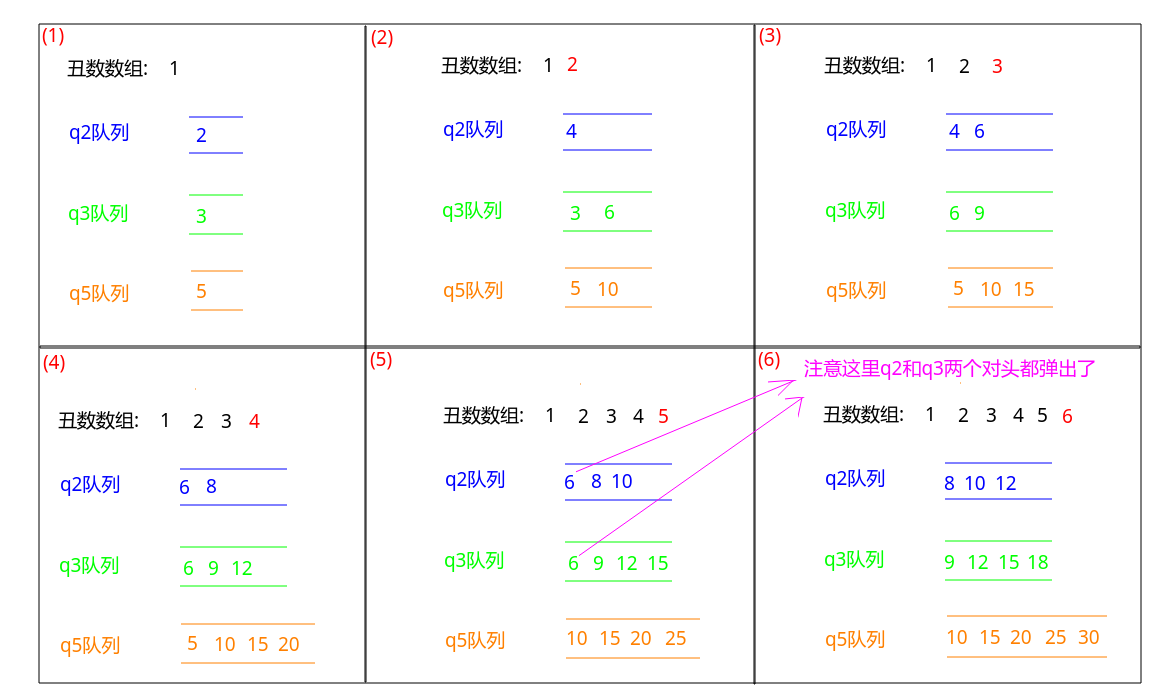 (1)
丑数数组: 1
q2队列 2
q3队列 3
q5队列 5
(2)
丑数数组: 1 2
q2队列 4
q3队列 3 6
q5队列 5 10
(3)
丑数数组: 1 2 3
q2队列 4 6
q3队列 6 9
q5队列 5 10 15
(4)
丑数数组: 1 2 3 4
q2队列 6 8
q3队列 6 9 12
q5队列 5 10 15 20
(5)
丑数数组: 1 2 3 4 5
q2队列 6 8 10
q3队列 6 9 12 15
q5队列 10 15 20 25
(6)
注意这里q2和q3两个对头都弹出了
丑数数组: 1 2 3 4 5 6
q2队列 8 10 12
q3队列 9 12 15 18
q5队列 10 15 20 25 30